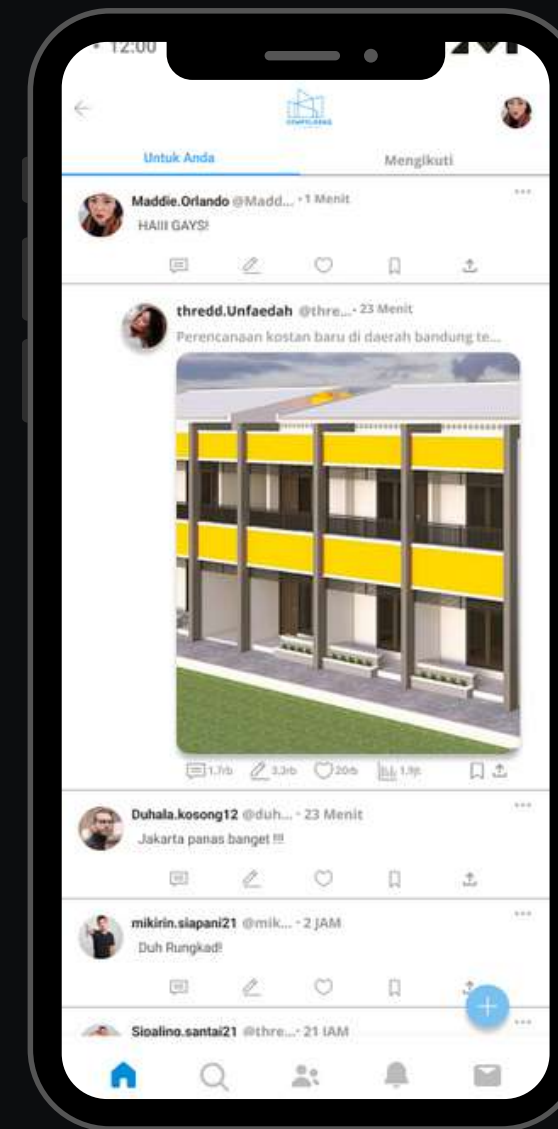 12:00
Untuk Anda
Mengikuti
Maddie.Orlando @Madd... • 1 Menit
HAIII GAYS!
thredd.Unfaedah @thre... • 23 Menit
Perencanaan kostan baru di daerah bandung te...
1.7rb 3.3rb 20rb 1.9jt
Duhala.kosong12 @duh... • 23 Menit
Jakarta panas banget !!!
mikirin.siapani21 @mik... • 2 JAM
Duh Rungkad!
Sipaling.santai21 @thre... • 21 JAM